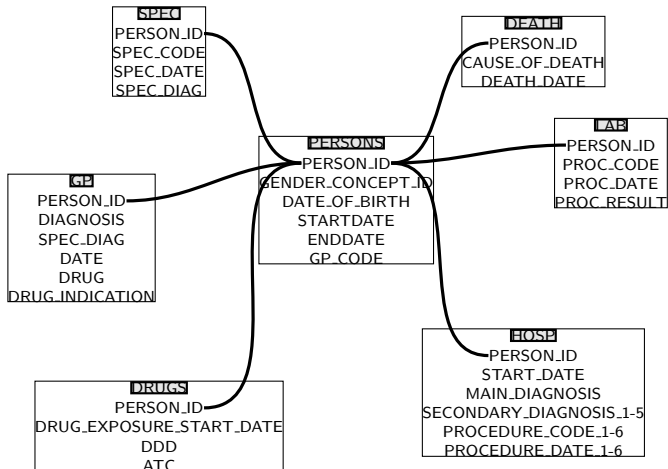 SPEC
PERSON_ID
SPEC_CODE
SPEC_DATE
SPEC_DIAG
DEATH
PERSON_ID
CAUSE_OF_DEATH
DEATH_DATE
PERSONS
PERSON_ID
GENDER_CONCEPT_ID
DATE_OF_BIRTH
STARTDATE
ENDDATE
GP_CODE
LAB
PERSON_ID
PROC_CODE
PROC_DATE
PROC_RESULT
GP
PERSON_ID
DIAGNOSIS
SPEC_DIAG
DATE
DRUG
DRUG_INDICATION
HOSP
PERSON_ID
START_DATE
MAIN_DIAGNOSIS
SECONDARY_DIAGNOSIS_1-5
PROCEDURE_CODE_1-6
PROCEDURE_DATE_1-6
DRUGS
PERSON_ID
DRUG_EXPOSURE_START_DATE
DDD
ATC